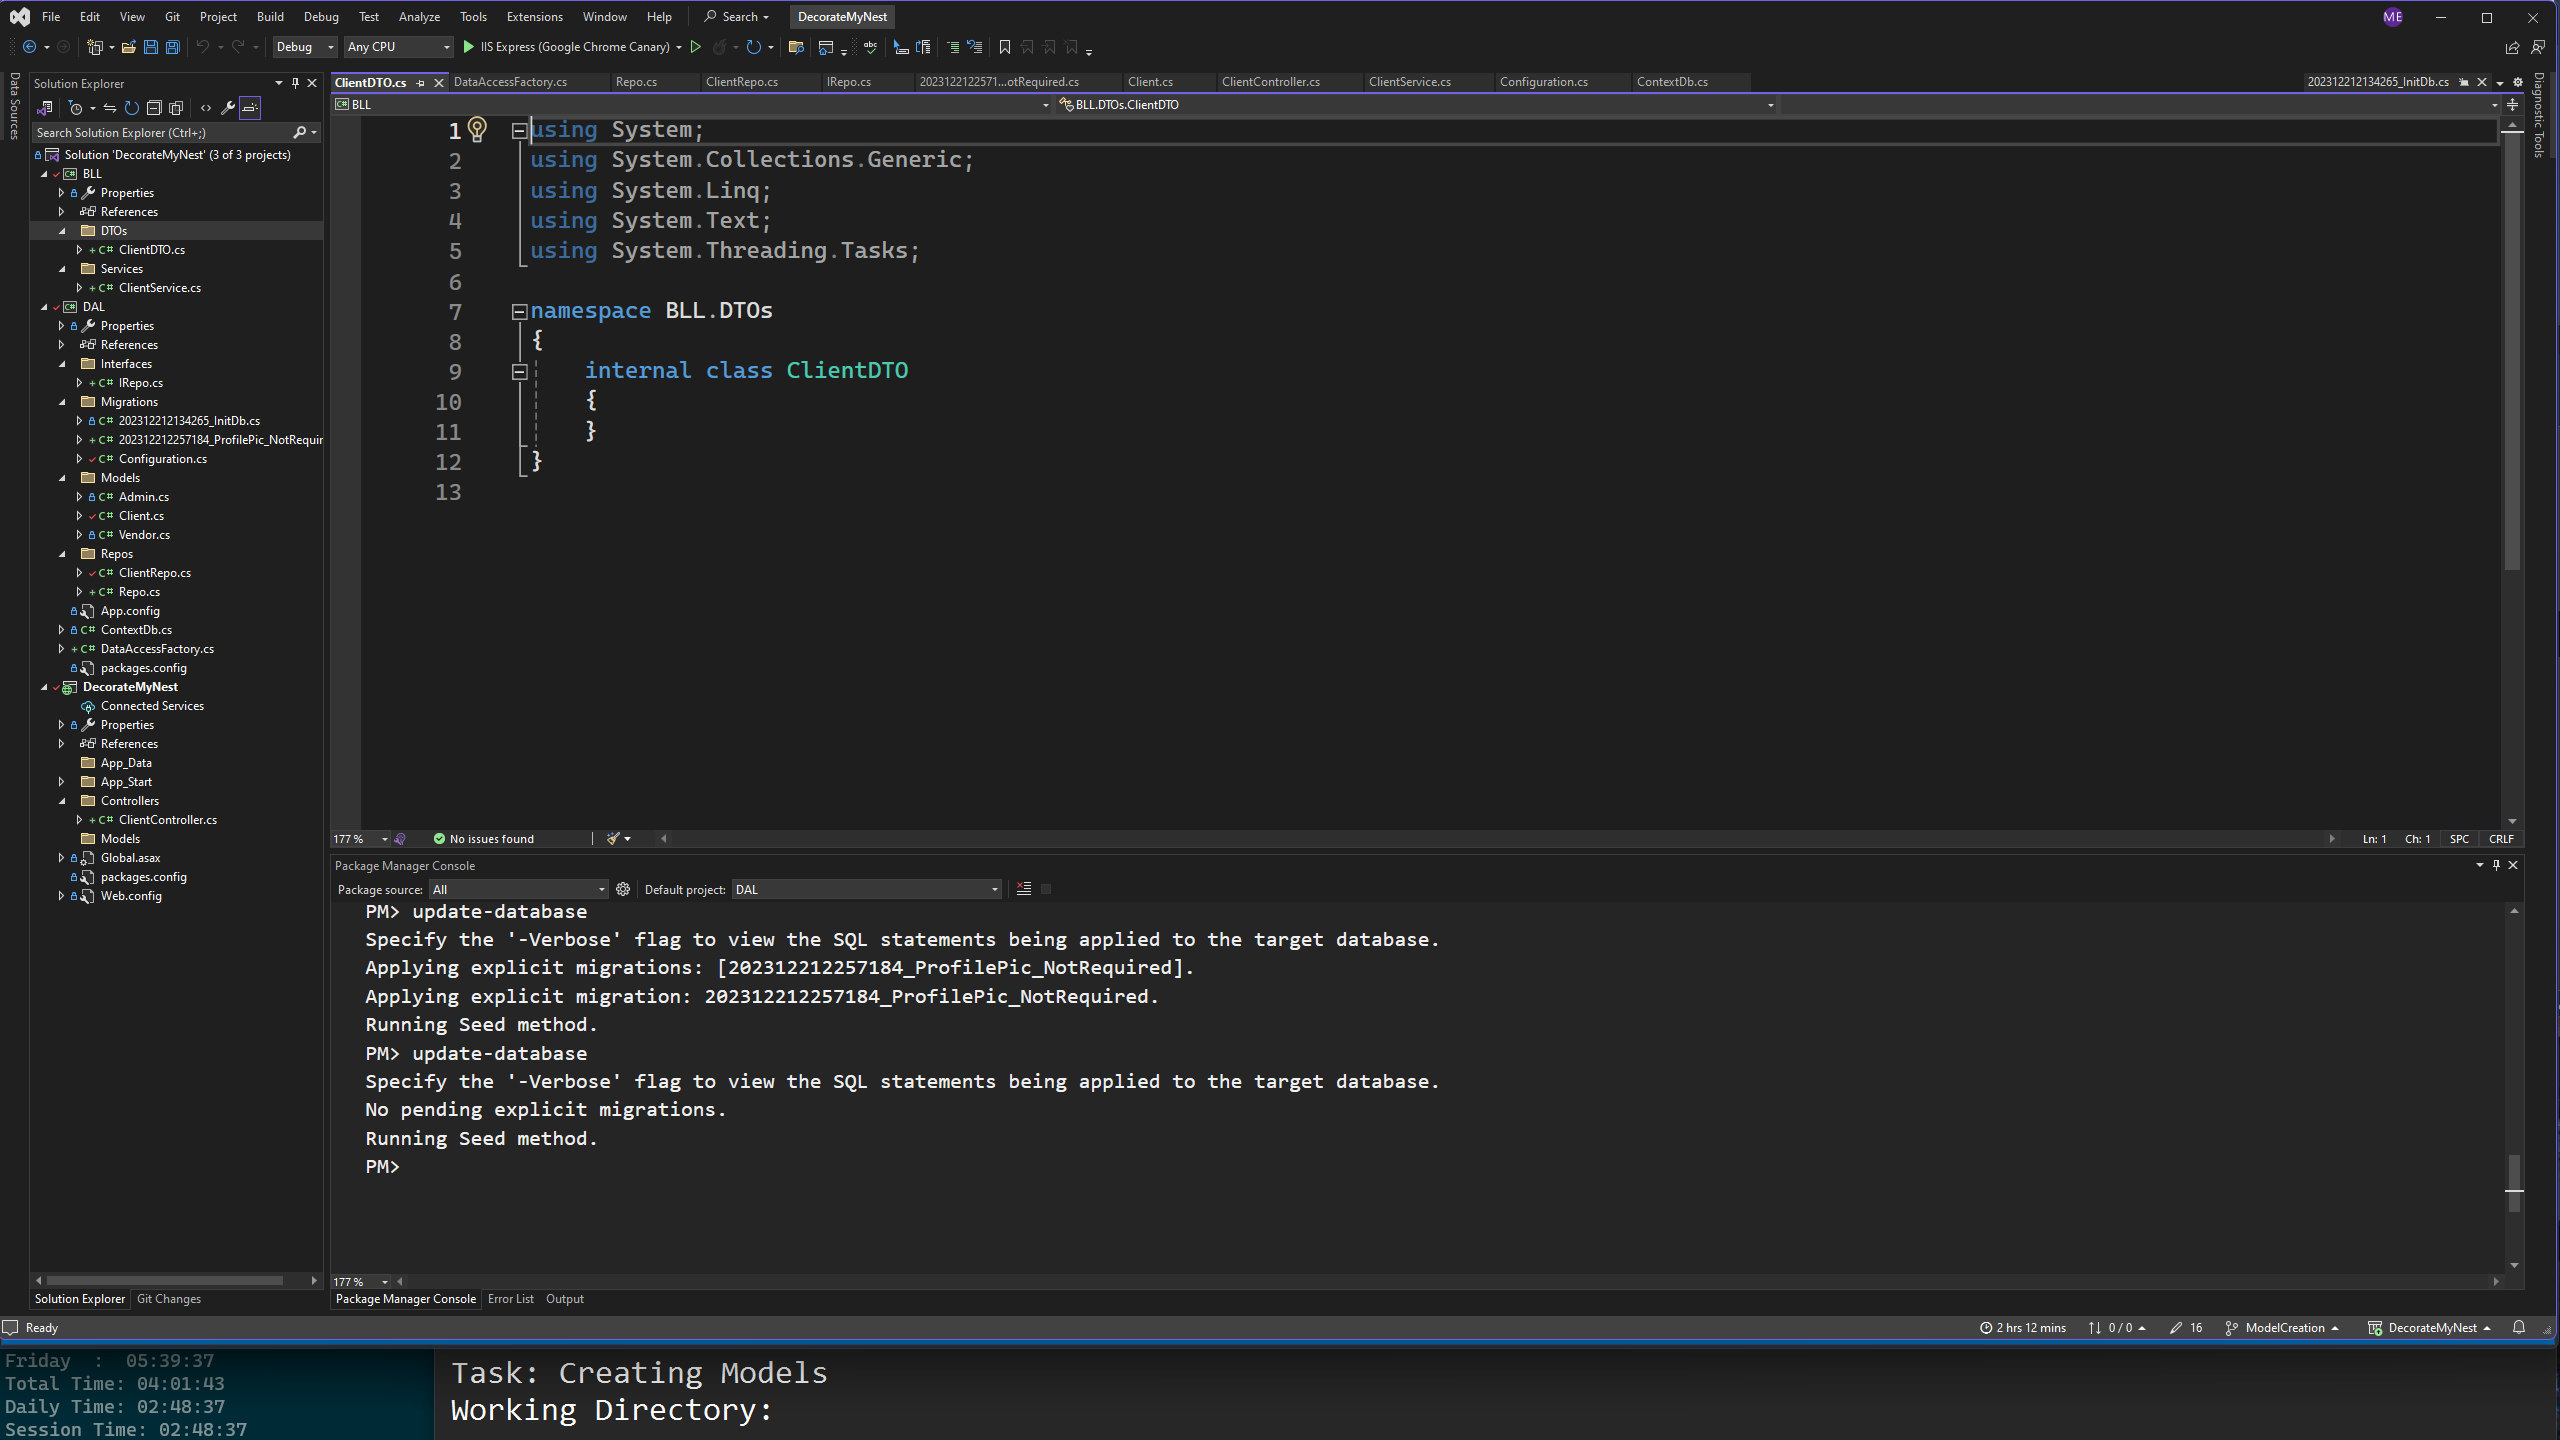 File Edit View Git Project Build Debug Test Analyze Tools Extensions Window Help Search DecorateMyNest ME
Debug Any CPU IIS Express (Google Chrome Canary)
Data Sources
Solution Explorer
Search Solution Explorer (Ctrl+;)
Solution 'DecorateMyNest' (3 of 3 projects)
BLL
Properties
References
DTOs
ClientDTO.cs
Services
ClientService.cs
DAL
Properties
References
Interfaces
IRepo.cs
Migrations
202312212134265_InitDb.cs
202312212257184_ProfilePic_NotRequir
Configuration.cs
Models
Admin.cs
Client.cs
Vendor.cs
Repos
ClientRepo.cs
Repo.cs
App.config
ContextDb.cs
DataAccessFactory.cs
packages.config
DecorateMyNest
Connected Services
Properties
References
App_Data
App_Start
Controllers
ClientController.cs
Models
Global.asax
packages.config
Web.config
Solution Explorer Git Changes
ClientDTO.cs DataAccessFactory.cs Repo.cs ClientRepo.cs IRepo.cs 2023122122571...otRequired.cs Client.cs ClientController.cs ClientService.cs Configuration.cs ContextDb.cs 202312212134265_InitDb.cs
BLL BLL.DTOs.ClientDTO
Diagnostic Tools
1 using System;
2 using System.Collections.Generic;
3 using System.Linq;
4 using System.Text;
5 using System.Threading.Tasks;
6
7 namespace BLL.DTOs
8 {
9 internal class ClientDTO
10 {
11 }
12 }
13
177 % No issues found Ln: 1 Ch: 1 SPC CRLF
Package Manager Console
Package source: All Default project: DAL
PM> update-database
Specify the '-Verbose' flag to view the SQL statements being applied to the target database.
Applying explicit migrations: [202312212257184_ProfilePic_NotRequired].
Applying explicit migration: 202312212257184_ProfilePic_NotRequired.
Running Seed method.
PM> update-database
Specify the '-Verbose' flag to view the SQL statements being applied to the target database.
No pending explicit migrations.
Running Seed method.
PM>
177 %
Package Manager Console Error List Output
Ready 2 hrs 12 mins 0 / 0 16 ModelCreation DecorateMyNest
Friday : 05:39:37
Total Time: 04:01:43
Daily Time: 02:48:37
Session Time: 02:48:37
Task: Creating Models
Working Directory: